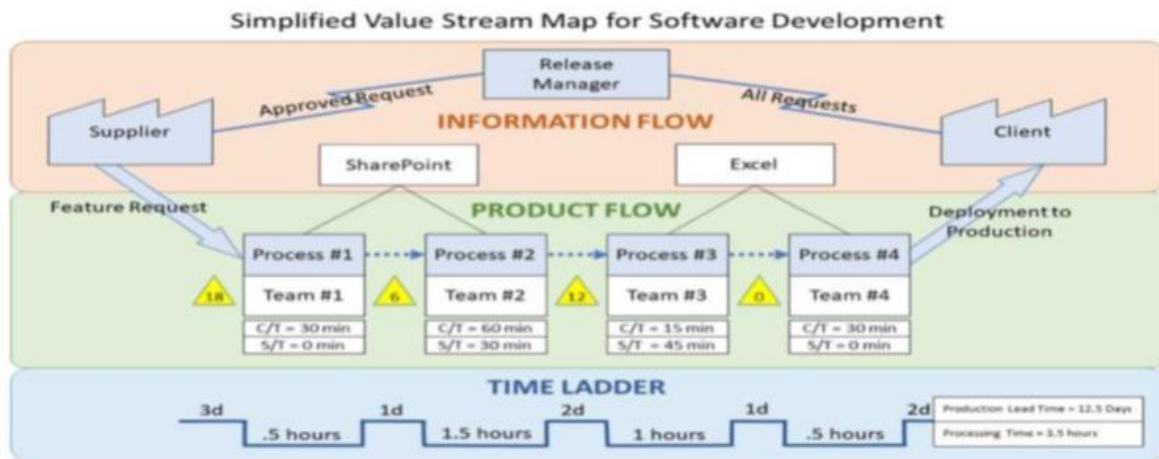 Simplified Value Stream Map for Software Development
Release
Manager
Approved Request
All Requests
Supplier
INFORMATION FLOW
Client
SharePoint
Excel
Feature Request
PRODUCT FLOW
Deployment to
Production
Process #1
Process #2
Process #3
Process #4
18
Team #1
6
Team #2
12
Team #3
0
Team #4
C/T = 30 min
C/T = 60 min
C/T = 15 min
C/T = 30 min
S/T = 0 min
S/T = 30 min
S/T = 45 min
S/T = 0 min
TIME LADDER
3d
1d
2d
1d
2d
.5 hours
1.5 hours
1 hours
.5 hours
Production Lead Time = 12.5 Days
Processing Time = 3.5 hours